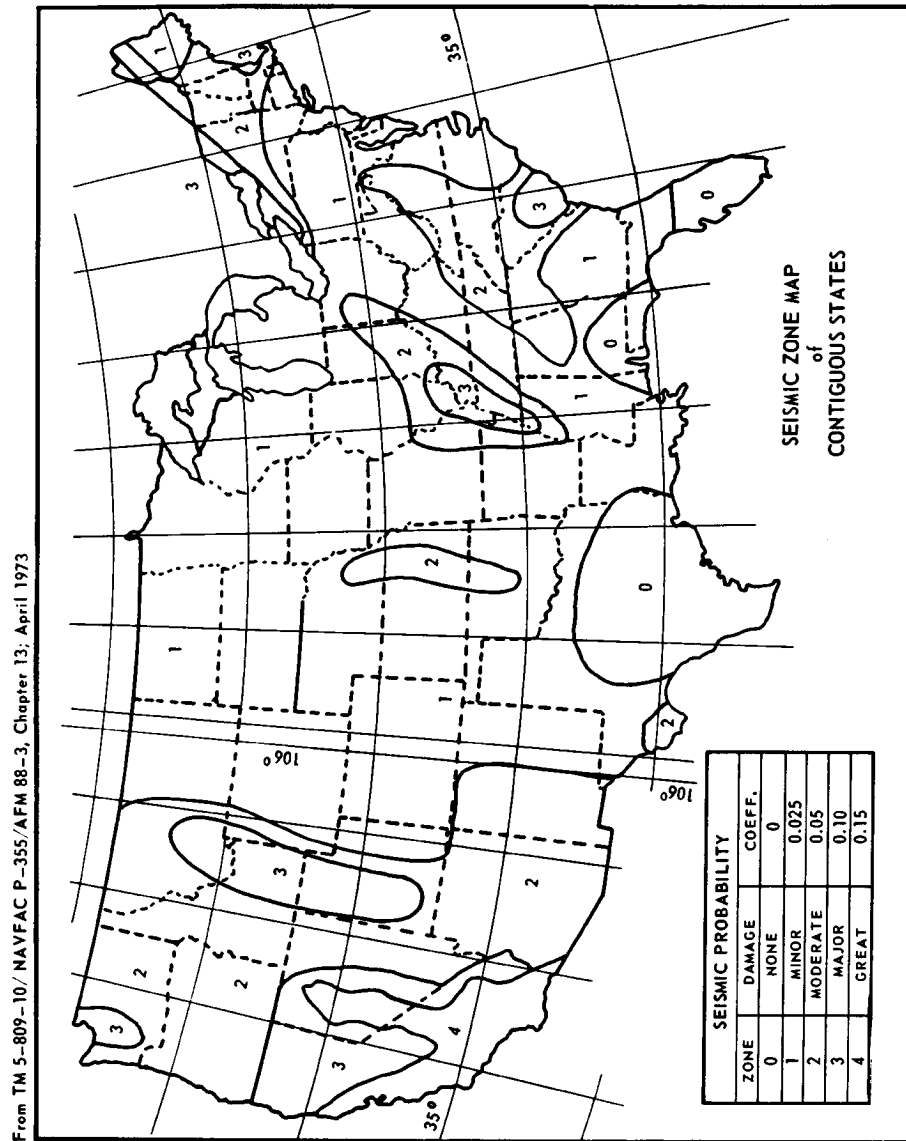 From TM 5-809-10/ NAVFAC P-355/AFM 88-3, Chapter 13; April 1973
3
2
2
3
4
3
2
2
35°
106°
106°
1
1
2
0
2
1
2
3
1
0
1
2
3
0
1
3
2
3
1
35°
SEISMIC ZONE MAP
of
CONTIGUOUS STATES
SEISMIC PROBABILITY
ZONE DAMAGE COEFF.
0 NONE 0
1 MINOR 0.025
2 MODERATE 0.05
3 MAJOR 0.10
4 GREAT 0.15